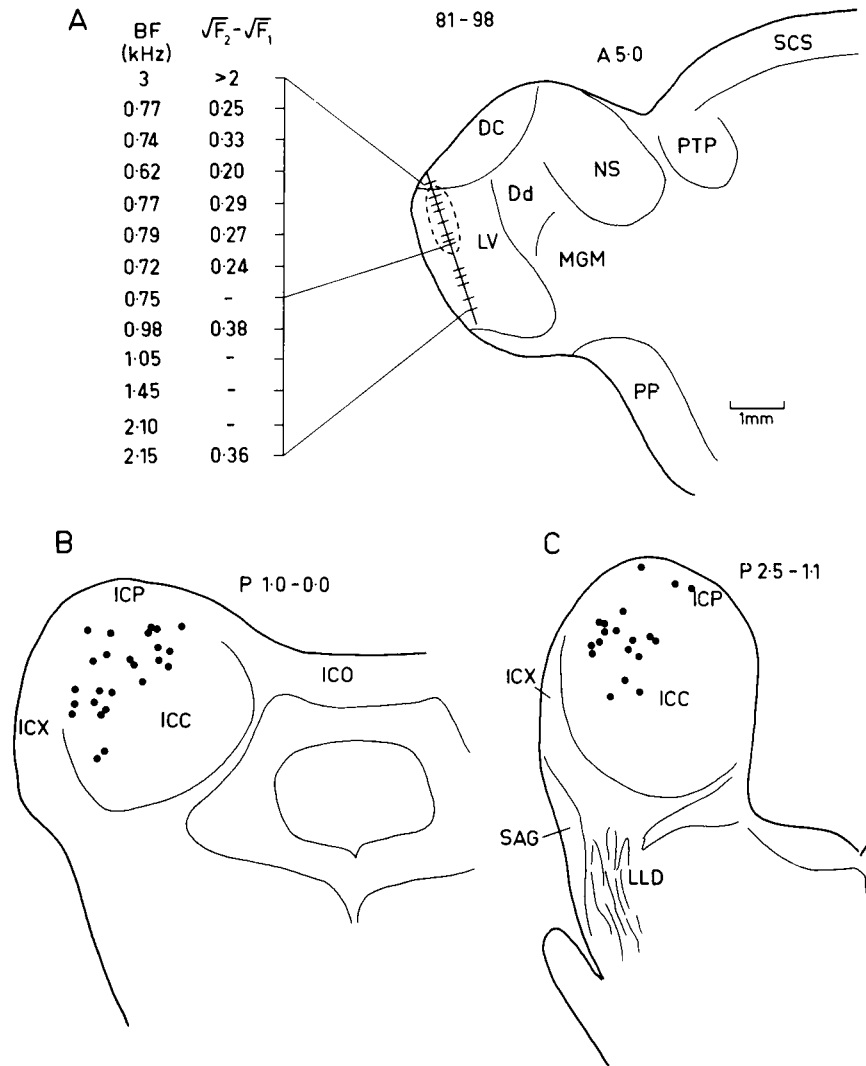 A
81-98
BF √F₂-√F₁
(kHz)
A 5·0
SCS
3 >2
0·77 0·25
0·74 0·33
0·62 0·20
0·77 0·29
0·79 0·27
0·72 0·24
0·75 -
0·98 0·38
1·05 -
1·45 -
2·10 -
2·15 0·36
DC
NS
PTP
Dd
LV
MGM
PP
1mm
B
P 1·0-0·0
ICP
ICO
ICX
ICC
C
P 2·5-1·1
ICP
ICX
ICC
SAG
LLD